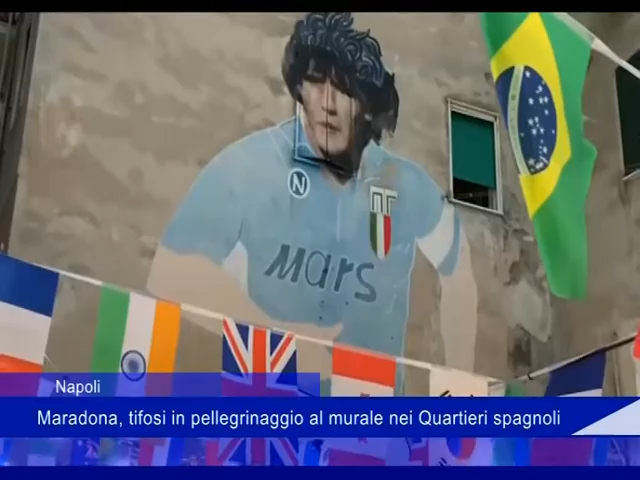 N
Mars
Napoli
Maradona, tifosi in pellegrinaggio al murale nei Quartieri spagnoli